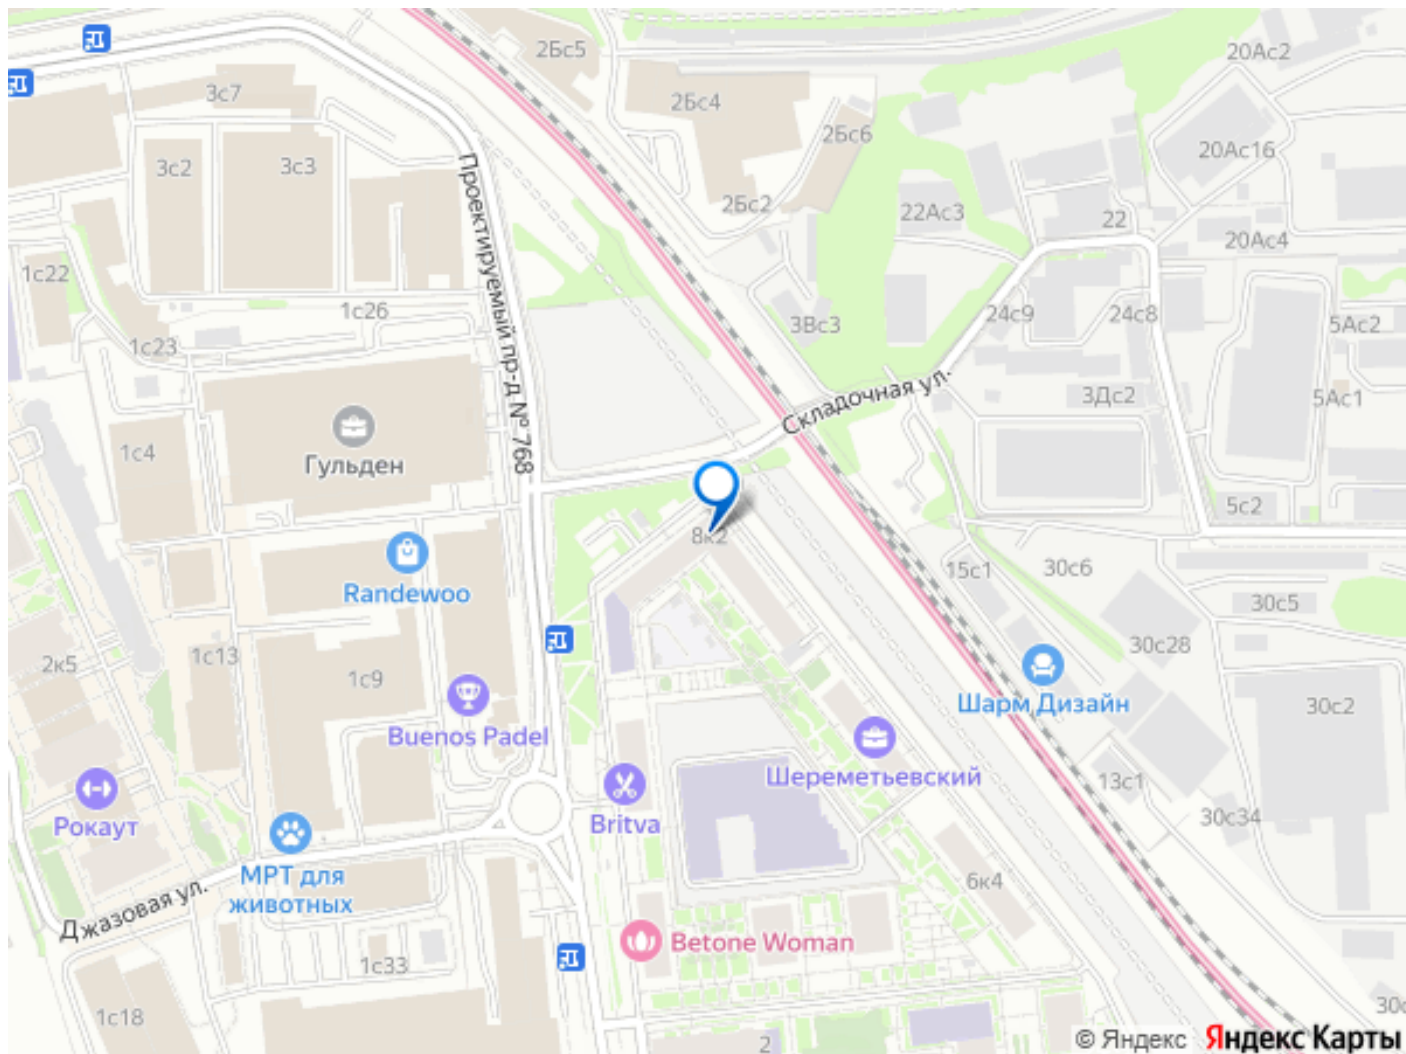 2Бс5
20Ас2
3с7
2Бс4
2Бс6
3с2
3с3
20Ас16
2Бс2
22Ас3
22
20Ас4
Проектируемый пр-д № 768
1с22
1с26
3Вс3
24с9
24с8
5Ас2
1с23
Складочная ул.
3Дс2
5Ас1
1с4
Гульден
5с2
8к2
Randewoo
15с1
30с6
30с5
2к5
1с13
1с9
30с28
Шарм Дизайн
30с2
Buenos Padel
Шереметьевский
13с1
Рокаут
Britva
30с34
МРТ для
животных
6к4
Джазовая ул.
Betone Woman
1с33
1с18
2
30с
© Яндекс Яндекс Карты